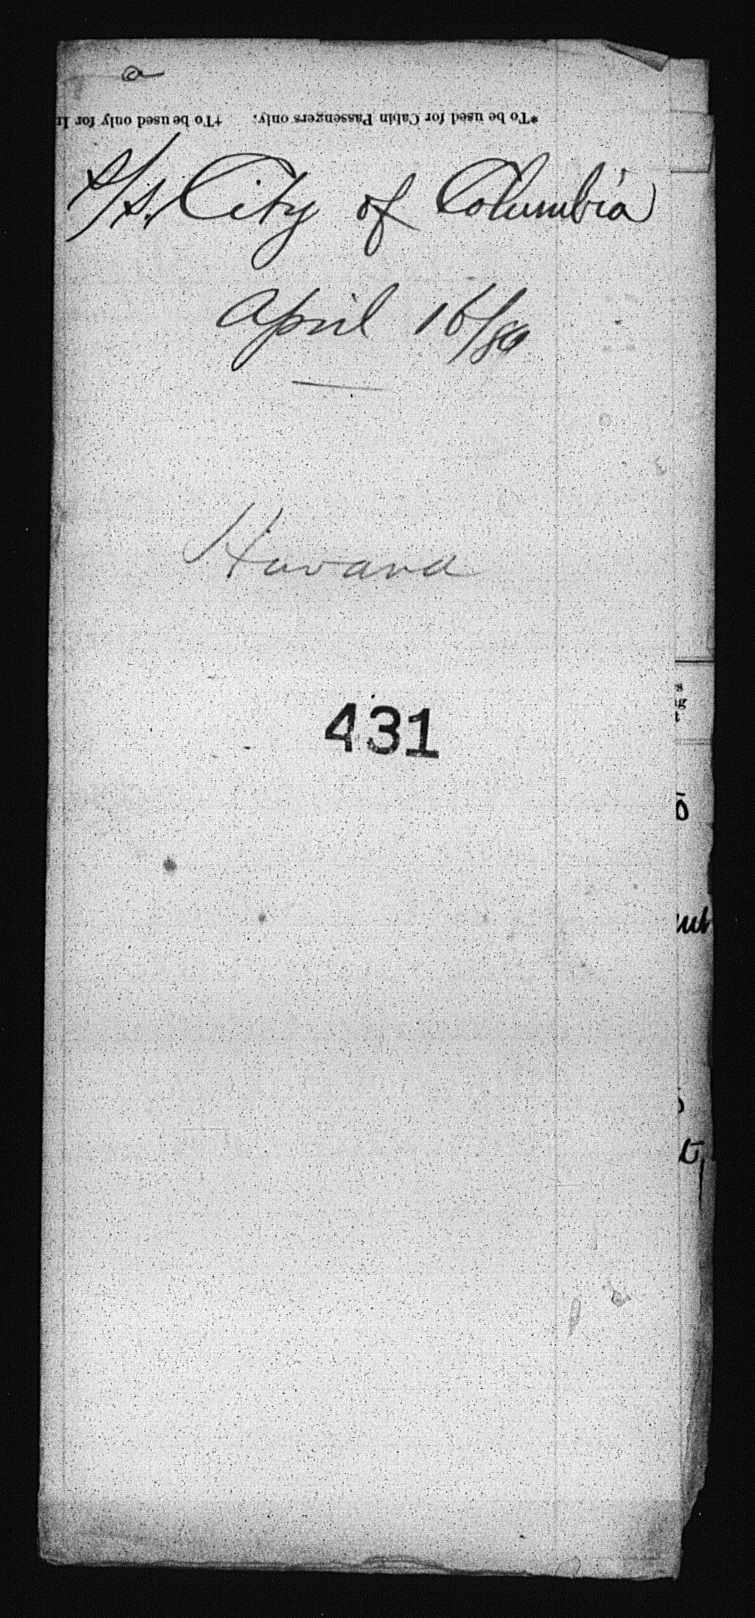 a
*To be used for Cabin Passengers only. †To be used only for
S/S. City of Columbia
April 16/89
Havana
431